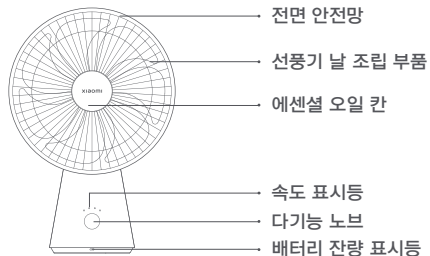 전면 안전망
선풍기 날 조립 부품
xiaomi
에센셜 오일 칸
속도 표시등
다기능 노브
배터리 잔량 표시등